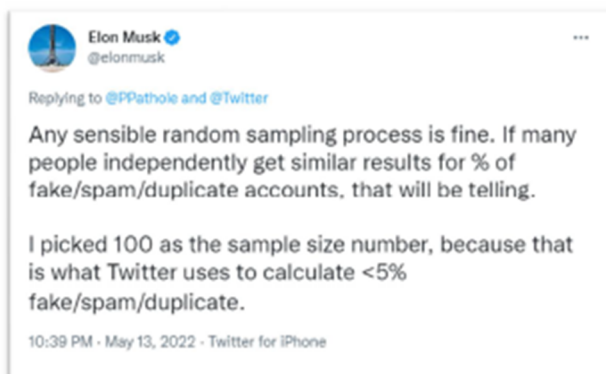 Elon Musk
@elonmusk
Replying to @PPathole and @Twitter
Any sensible random sampling process is fine. If many
people independently get similar results for % of
fake/spam/duplicate accounts, that will be telling.
I picked 100 as the sample size number, because that
is what Twitter uses to calculate <5%
fake/spam/duplicate.
10:39 PM · May 13, 2022 · Twitter for iPhone